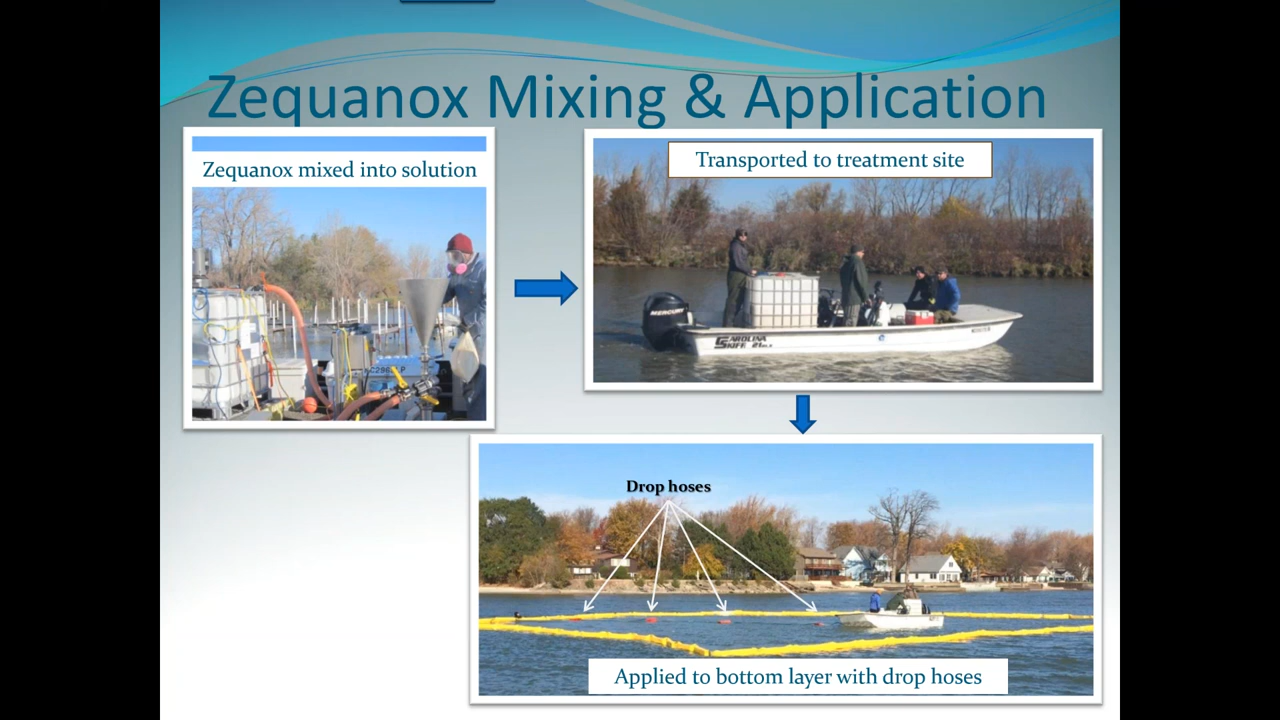 Zequanox Mixing & Application
Zequanox mixed into solution
Transported to treatment site
MERCURY
CAROLINA
SKIFF
Drop hoses
Applied to bottom layer with drop hoses